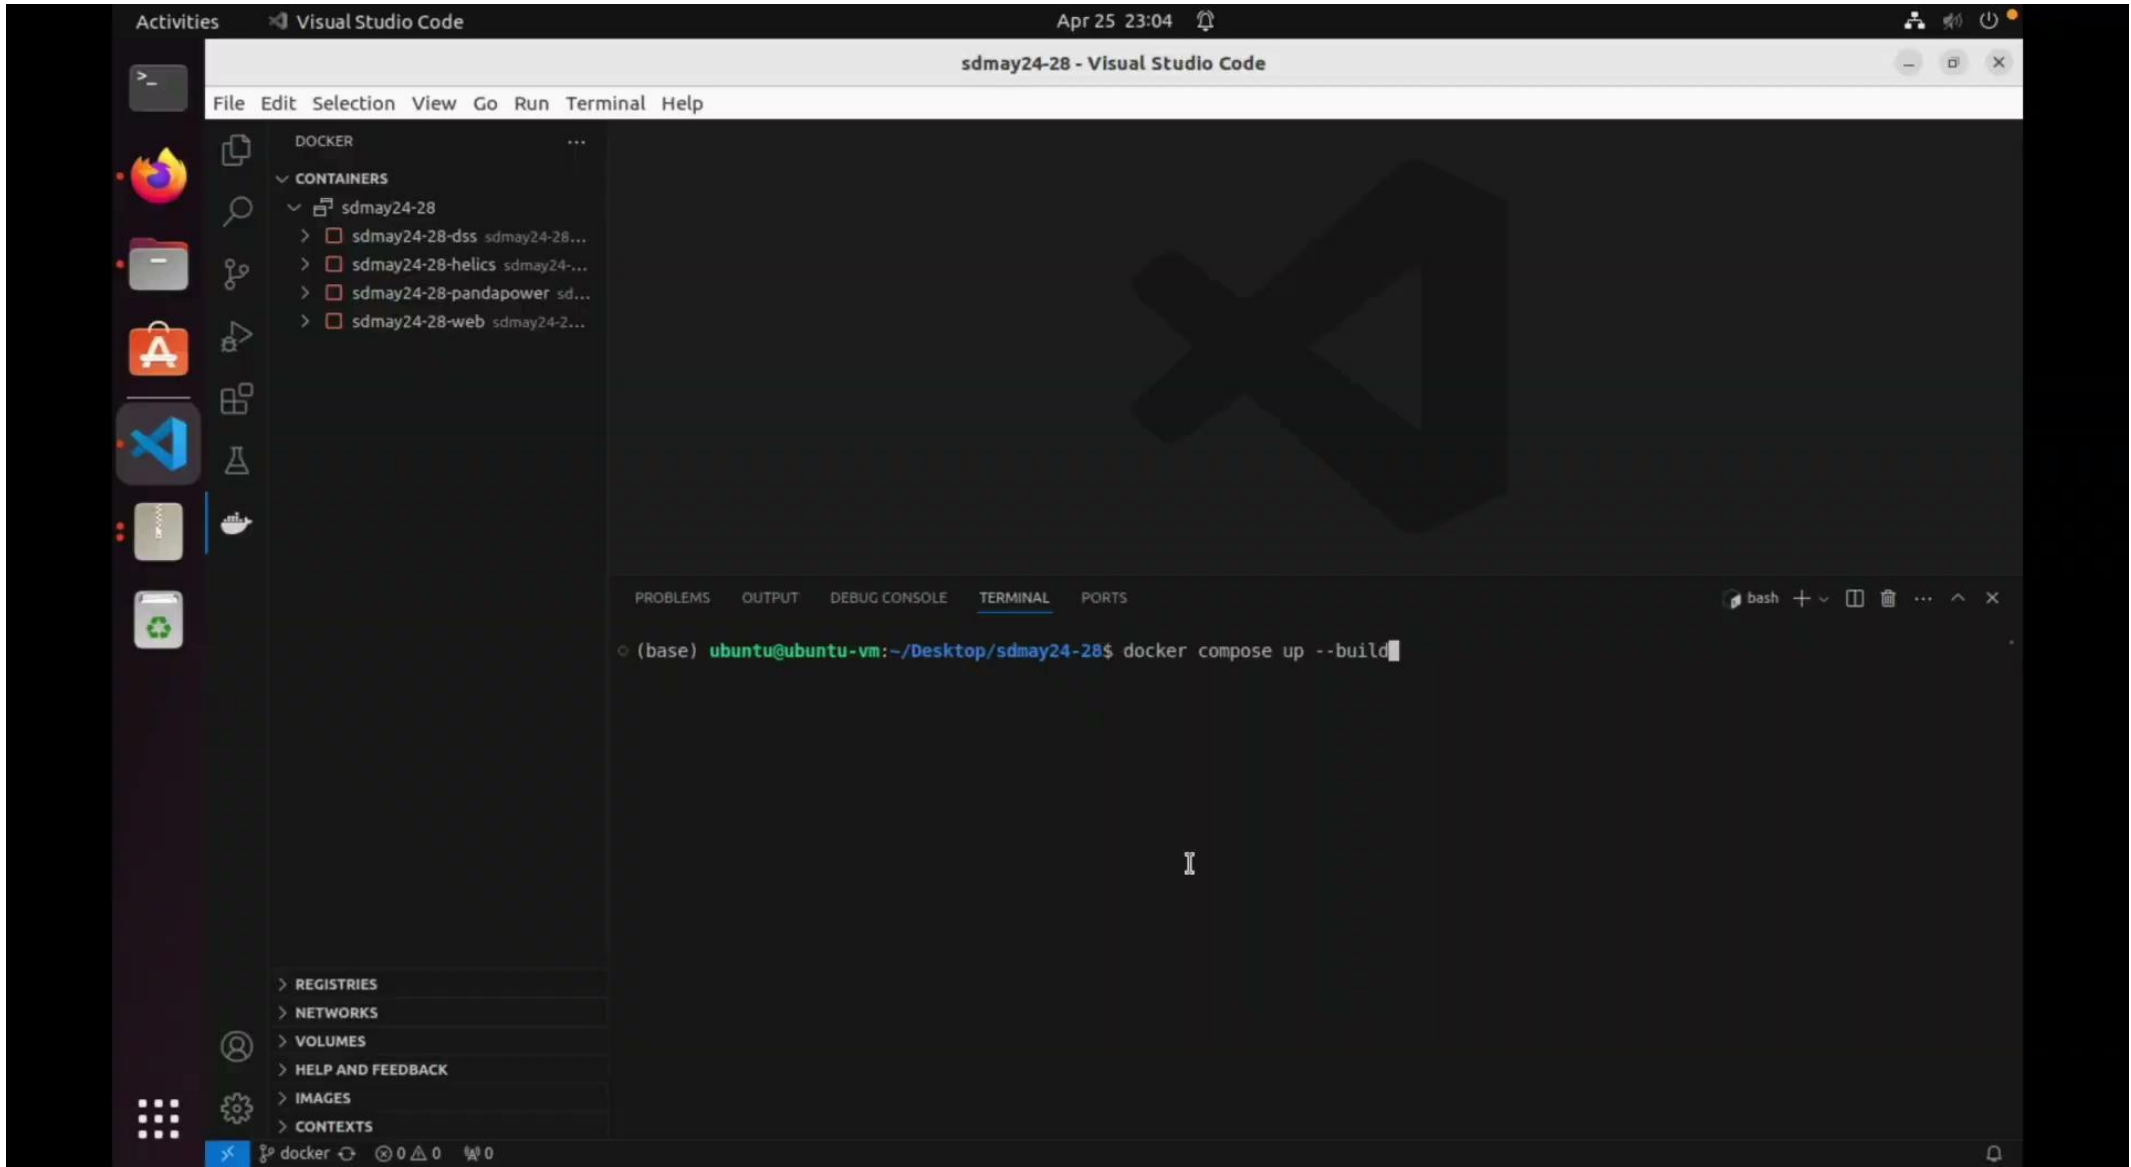 Activities Visual Studio Code Apr 25 23:04
sdmay24-28 - Visual Studio Code
File Edit Selection View Go Run Terminal Help
DOCKER
CONTAINERS
sdmay24-28
sdmay24-28-dss sdmay24-28...
sdmay24-28-helics sdmay24-...
sdmay24-28-pandapower sd...
sdmay24-28-web sdmay24-2...
PROBLEMS OUTPUT DEBUG CONSOLE TERMINAL PORTS bash
(base) ubuntu@ubuntu-vm:~/Desktop/sdmay24-28$ docker compose up --build
REGISTRIES
NETWORKS
VOLUMES
HELP AND FEEDBACK
IMAGES
CONTEXTS
docker 0 0 0